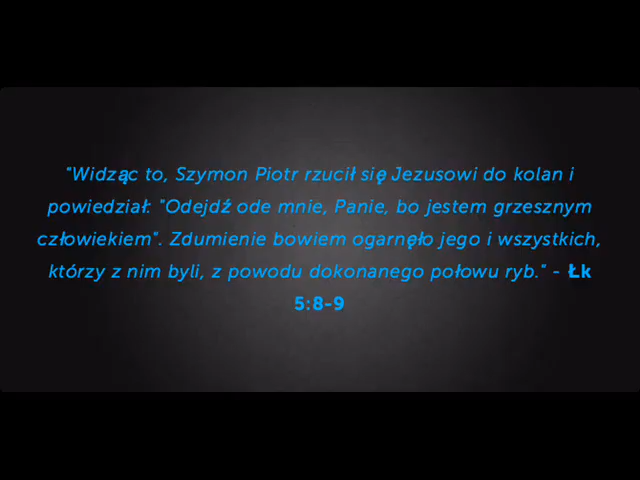 "Widząc to, Szymon Piotr rzucił się Jezusowi do kolan i
powiedział: "Odejdź ode mnie, Panie, bo jestem grzesznym
człowiekiem". Zdumienie bowiem ogarnęło jego i wszystkich,
którzy z nim byli, z powodu dokonanego połowu ryb." - Łk
5:8-9